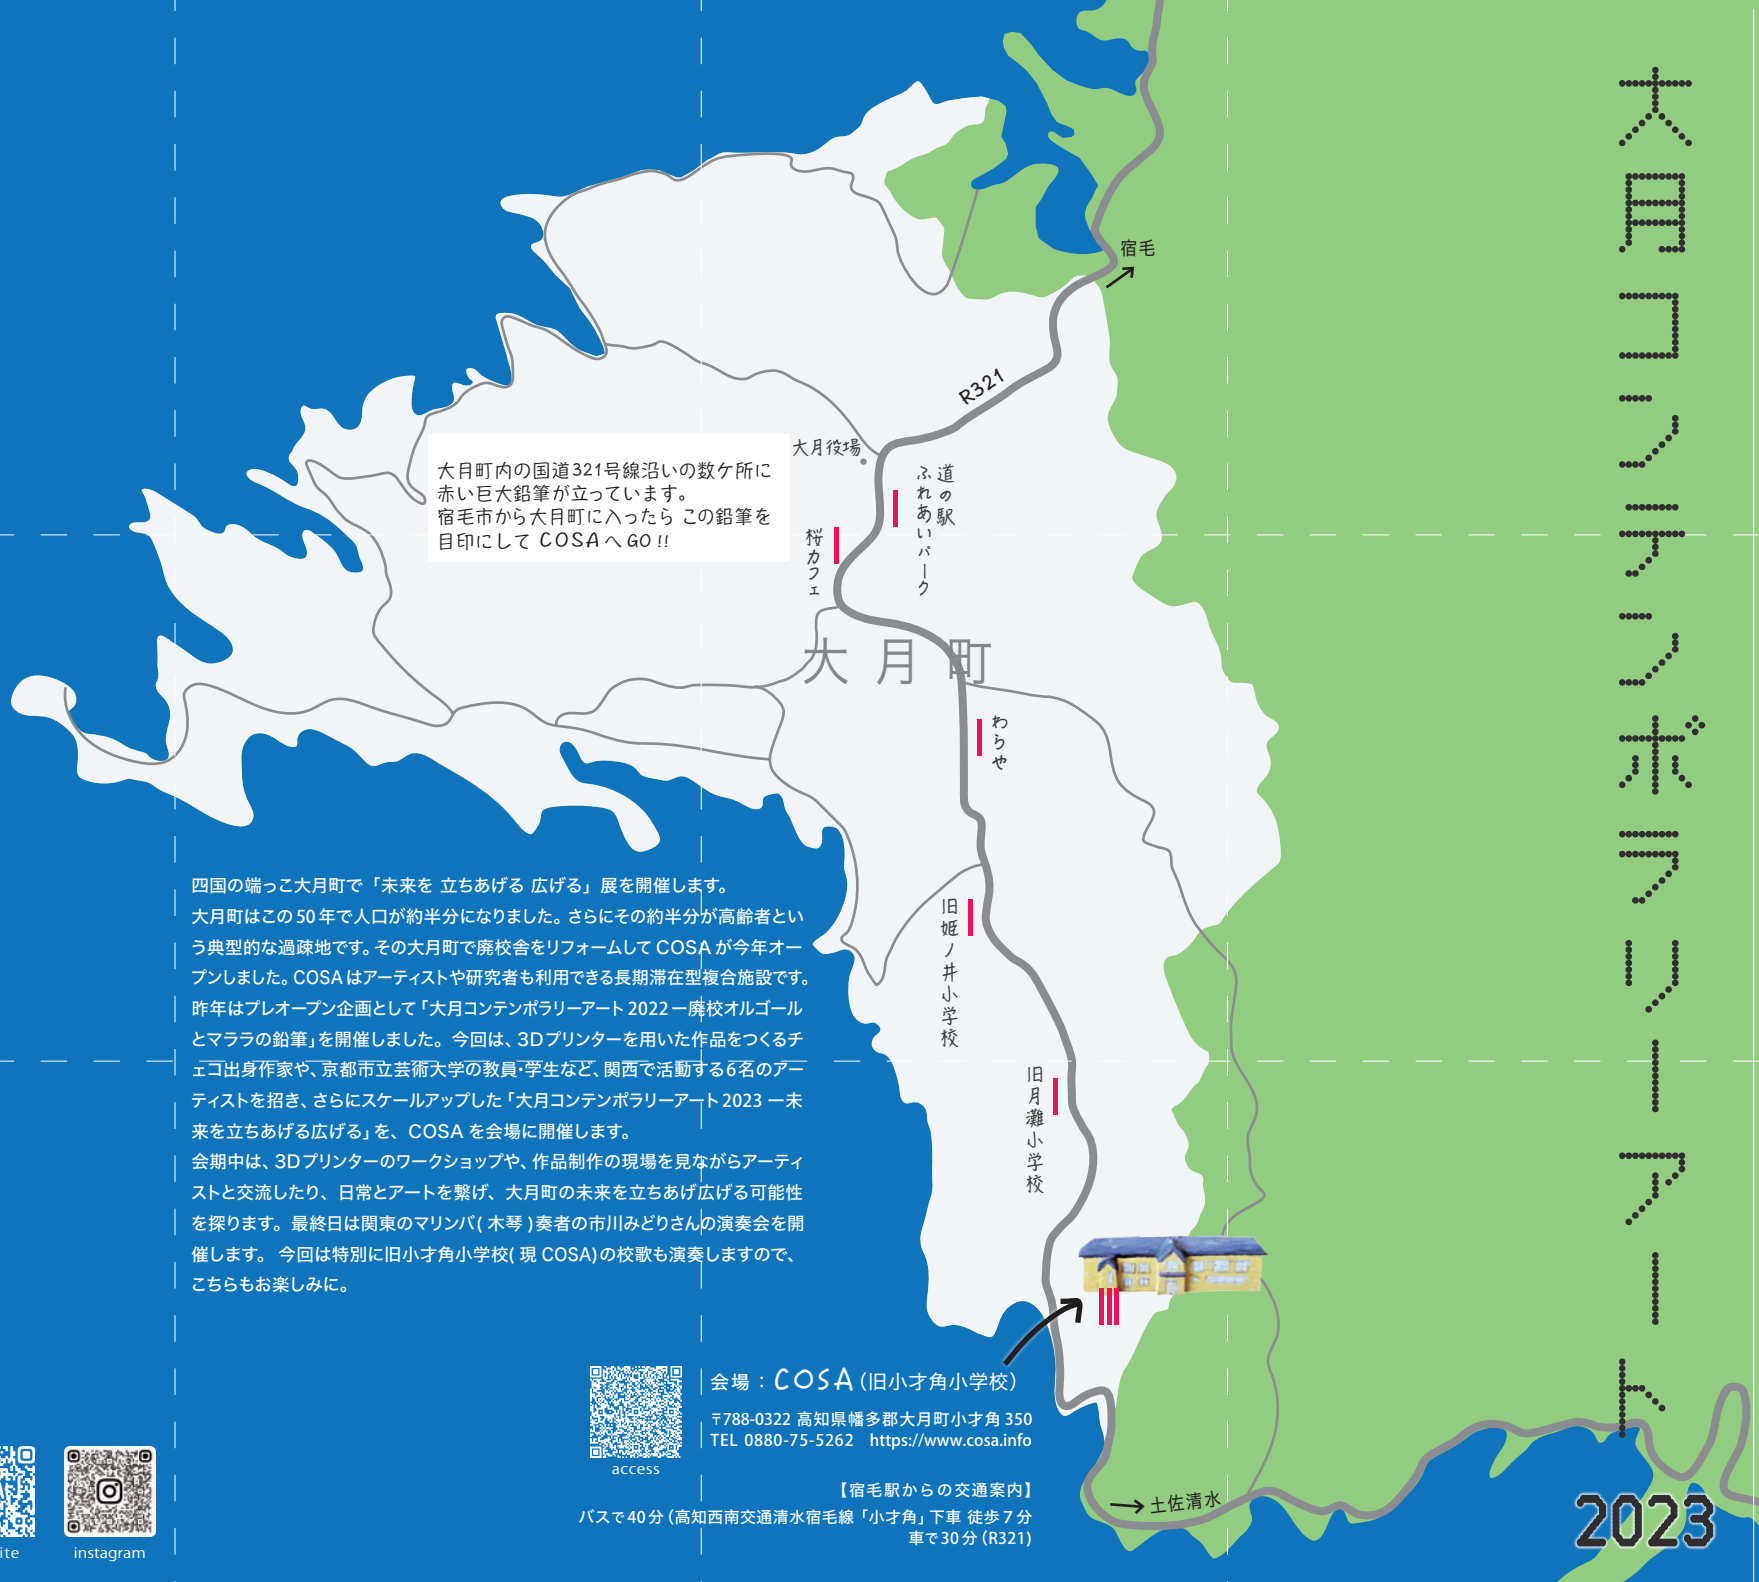 大月コンテンポラリーアート
2023
宿毛
R321
大月役場
道の駅
ふれあいパーク
桜カフェ
大月町内の国道321号線沿いの数ケ所に
赤い巨大鉛筆が立っています。
宿毛市から大月町に入ったら この鉛筆を
目印にして COSA へ GO !!
大月町
わらや
旧姫ノ井小学校
旧月灘小学校
四国の端っこ大月町で「未来を 立ちあげる 広げる」展を開催します。
大月町はこの50年で人口が約半分になりました。さらにその約半分が高齢者とい
う典型的な過疎地です。その大月町で廃校舎をリフォームして COSA が今年オー
プンしました。COSAはアーティストや研究者も利用できる長期滞在型複合施設です。
昨年はプレオープン企画として「大月コンテンポラリーアート2022ー廃校オルゴール
とマララの鉛筆」を開催しました。今回は、3Dプリンターを用いた作品をつくるチ
ェコ出身作家や、京都市立芸術大学の教員・学生など、関西で活動する6名のアー
ティストを招き、さらにスケールアップした「大月コンテンポラリーアート2023 ー未
来を立ちあげる広げる」を、COSA を会場に開催します。
会期中は、3Dプリンターのワークショップや、作品制作の現場を見ながらアーティ
ストと交流したり、日常とアートを繋げ、大月町の未来を立ちあげ広げる可能性
を探ります。最終日は関東のマリンバ( 木琴 )奏者の市川みどりさんの演奏会を開
催します。 今回は特別に旧小才角小学校( 現 COSA)の校歌も演奏しますので、
こちらもお楽しみに。
会場：COSA（旧小才角小学校）
〒788-0322 高知県幡多郡大月町小才角 350
TEL 0880-75-5262 https://www.cosa.info
access
【宿毛駅からの交通案内】
バスで40分（高知西南交通清水宿毛線「小才角」下車 徒歩７分
車で30分（R321)
土佐清水
ite
instagram